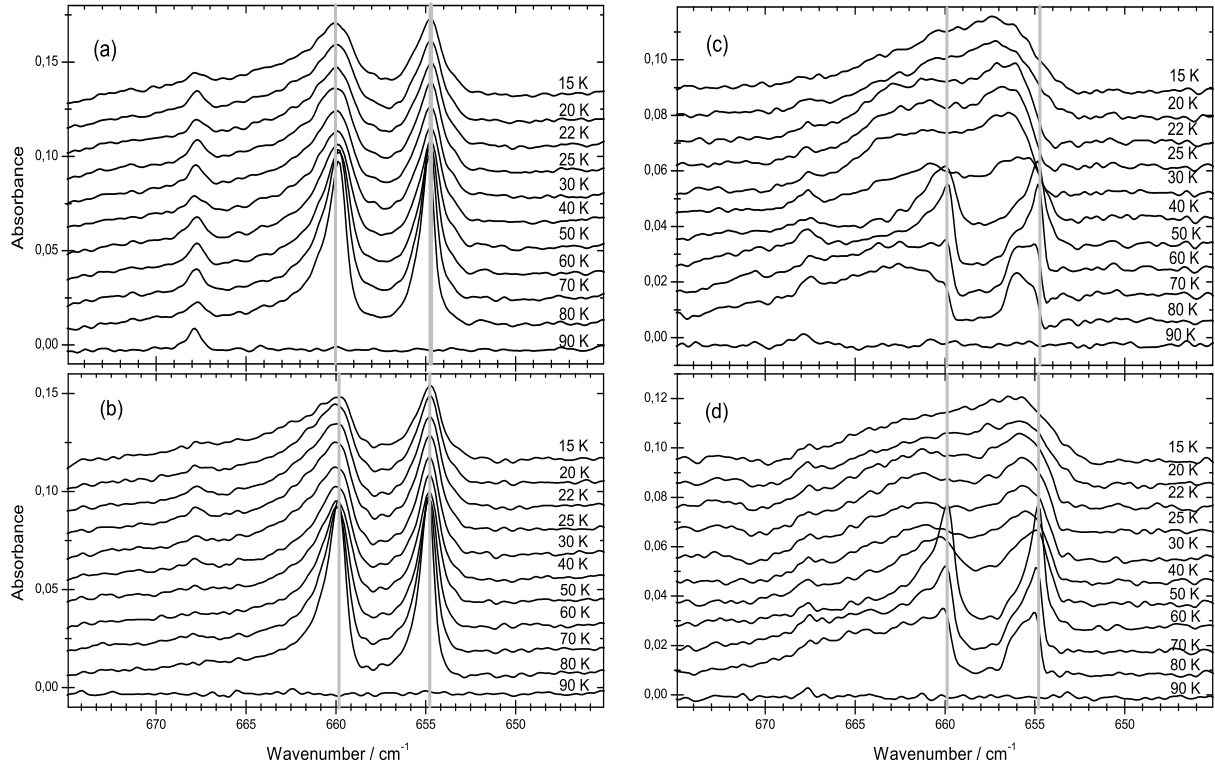 (a)
0,15
0,10
0,05
0,00
Absorbance
15 K
20 K
22 K
25 K
30 K
40 K
50 K
60 K
70 K
80 K
90 K
(b)
0,15
0,10
0,05
0,00
Absorbance
15 K
20 K
22 K
25 K
30 K
40 K
50 K
60 K
70 K
80 K
90 K
670 665 660 655 650
Wavenumber / cm⁻¹
(c)
0,10
0,08
0,06
0,04
0,02
0,00
15 K
20 K
22 K
25 K
30 K
40 K
50 K
60 K
70 K
80 K
90 K
(d)
0,12
0,10
0,08
0,06
0,04
0,02
0,00
15 K
20 K
22 K
25 K
30 K
40 K
50 K
60 K
70 K
80 K
90 K
670 665 660 655 650
Wavenumber / cm⁻¹